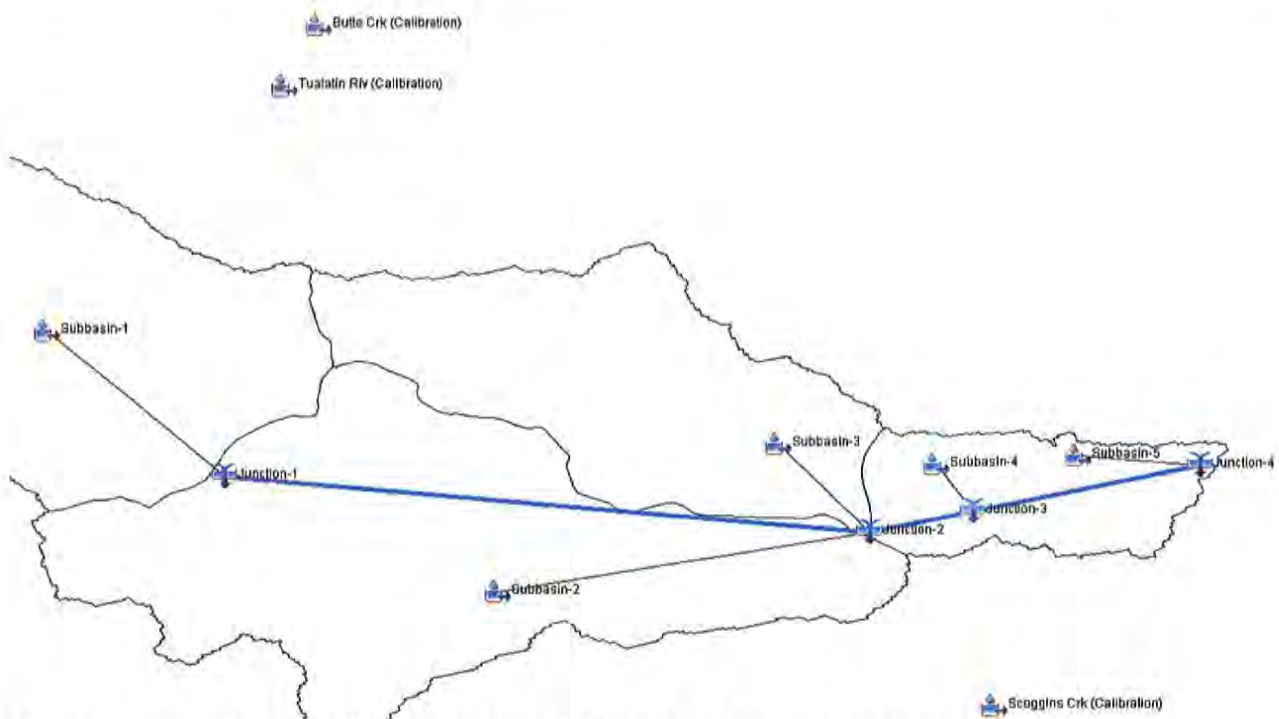 Butte Crk (Calibration)
Tualatin Riv (Calibration)
Subbasin-1
Subbasin-3
Subbasin-4
Subbasin-5
Junction-4
Junction-1
Junction-3
Junction-2
Subbasin-2
Scoggins Crk (Calibration)